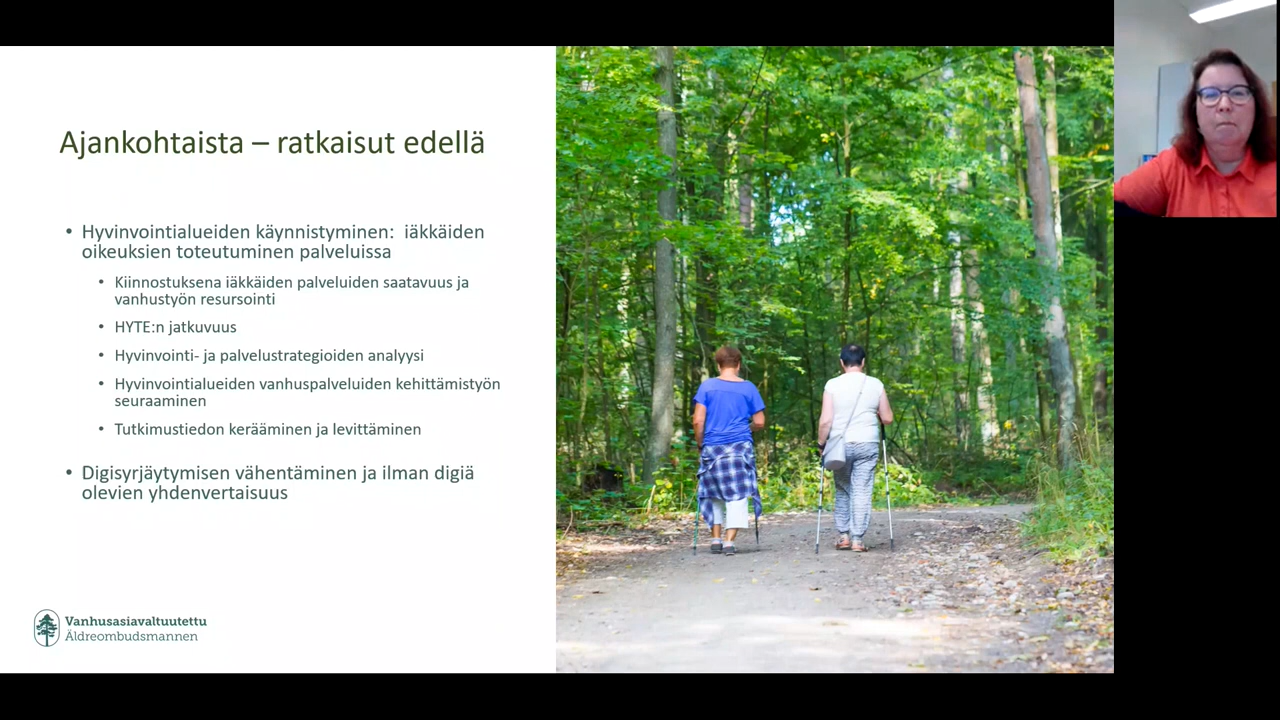 Ajankohtaista – ratkaisut edellä
• Hyvinvointialueiden käynnistyminen: iäkkäiden
oikeuksien toteutuminen palveluissa
• Kiinnostuksena iäkkäiden palveluiden saatavuus ja
vanhustyön resursointi
• HYTE:n jatkuvuus
• Hyvinvointi- ja palvelustrategioiden analyysi
• Hyvinvointialueiden vanhuspalveluiden kehittämistyön
seuraaminen
• Tutkimustiedon kerääminen ja levittäminen
• Digisyrjäytymisen vähentäminen ja ilman digiä
olevien yhdenvertaisuus
Vanhusasiavaltuutettu
Äldreombudsmannen